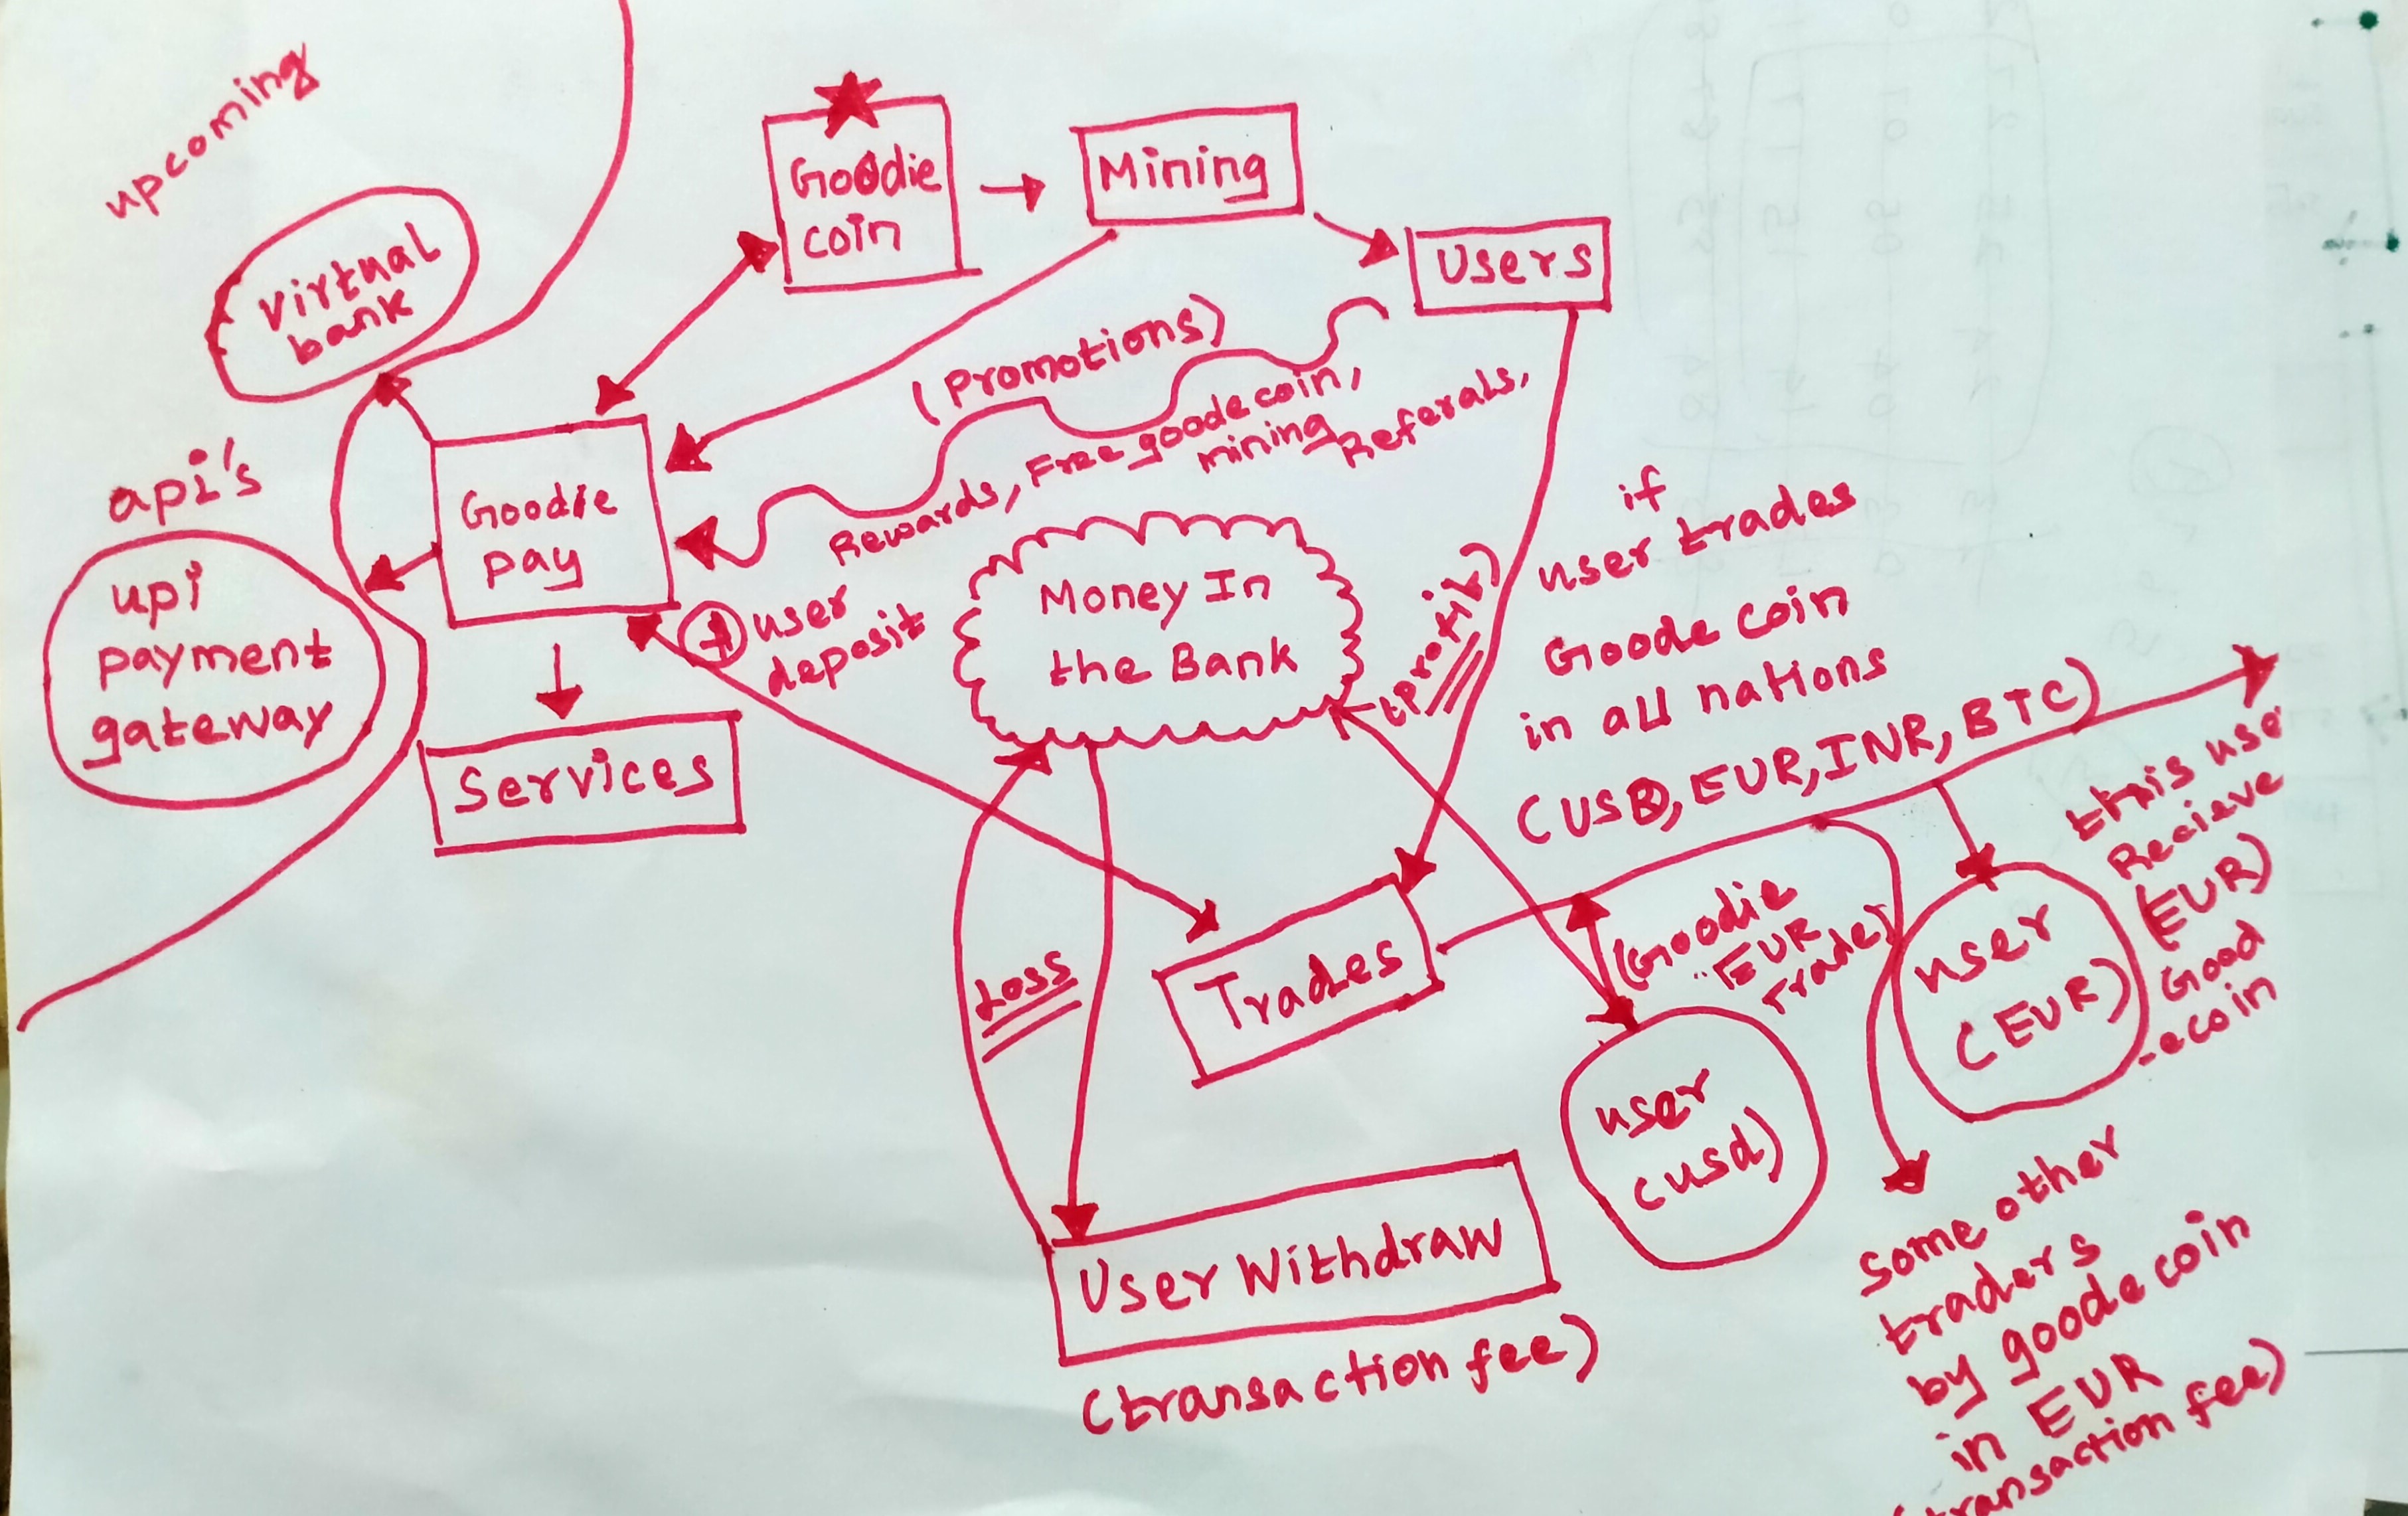 upcoming
Goodie
coin
Mining
Users
virtual
bank
(promotions)
Rewards, Free goode coin,
mining
Referals,
api's
Goodie
pay
upi
payment
gateway
user
deposit
Money In
the Bank
(profit)
if
user trades
Goode coin
in all nations
(USD, EUR, INR, BTC)
Services
Trades
(Goodie
EUR
Trade)
user
(EUR)
this use
Recieve
(EUR)
Good
-ecoin
Loss
user
(usd)
User Withdraw
(transaction fee)
some other
traders
by goode coin
in EUR
(transaction fee)